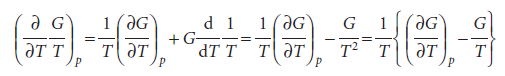 (∂/∂T G/T)_p = 1/T (∂G/∂T)_p + G d/dT 1/T = 1/T (∂G/∂T)_p − G/T² = 1/T {(∂G/∂T)_p − G/T}